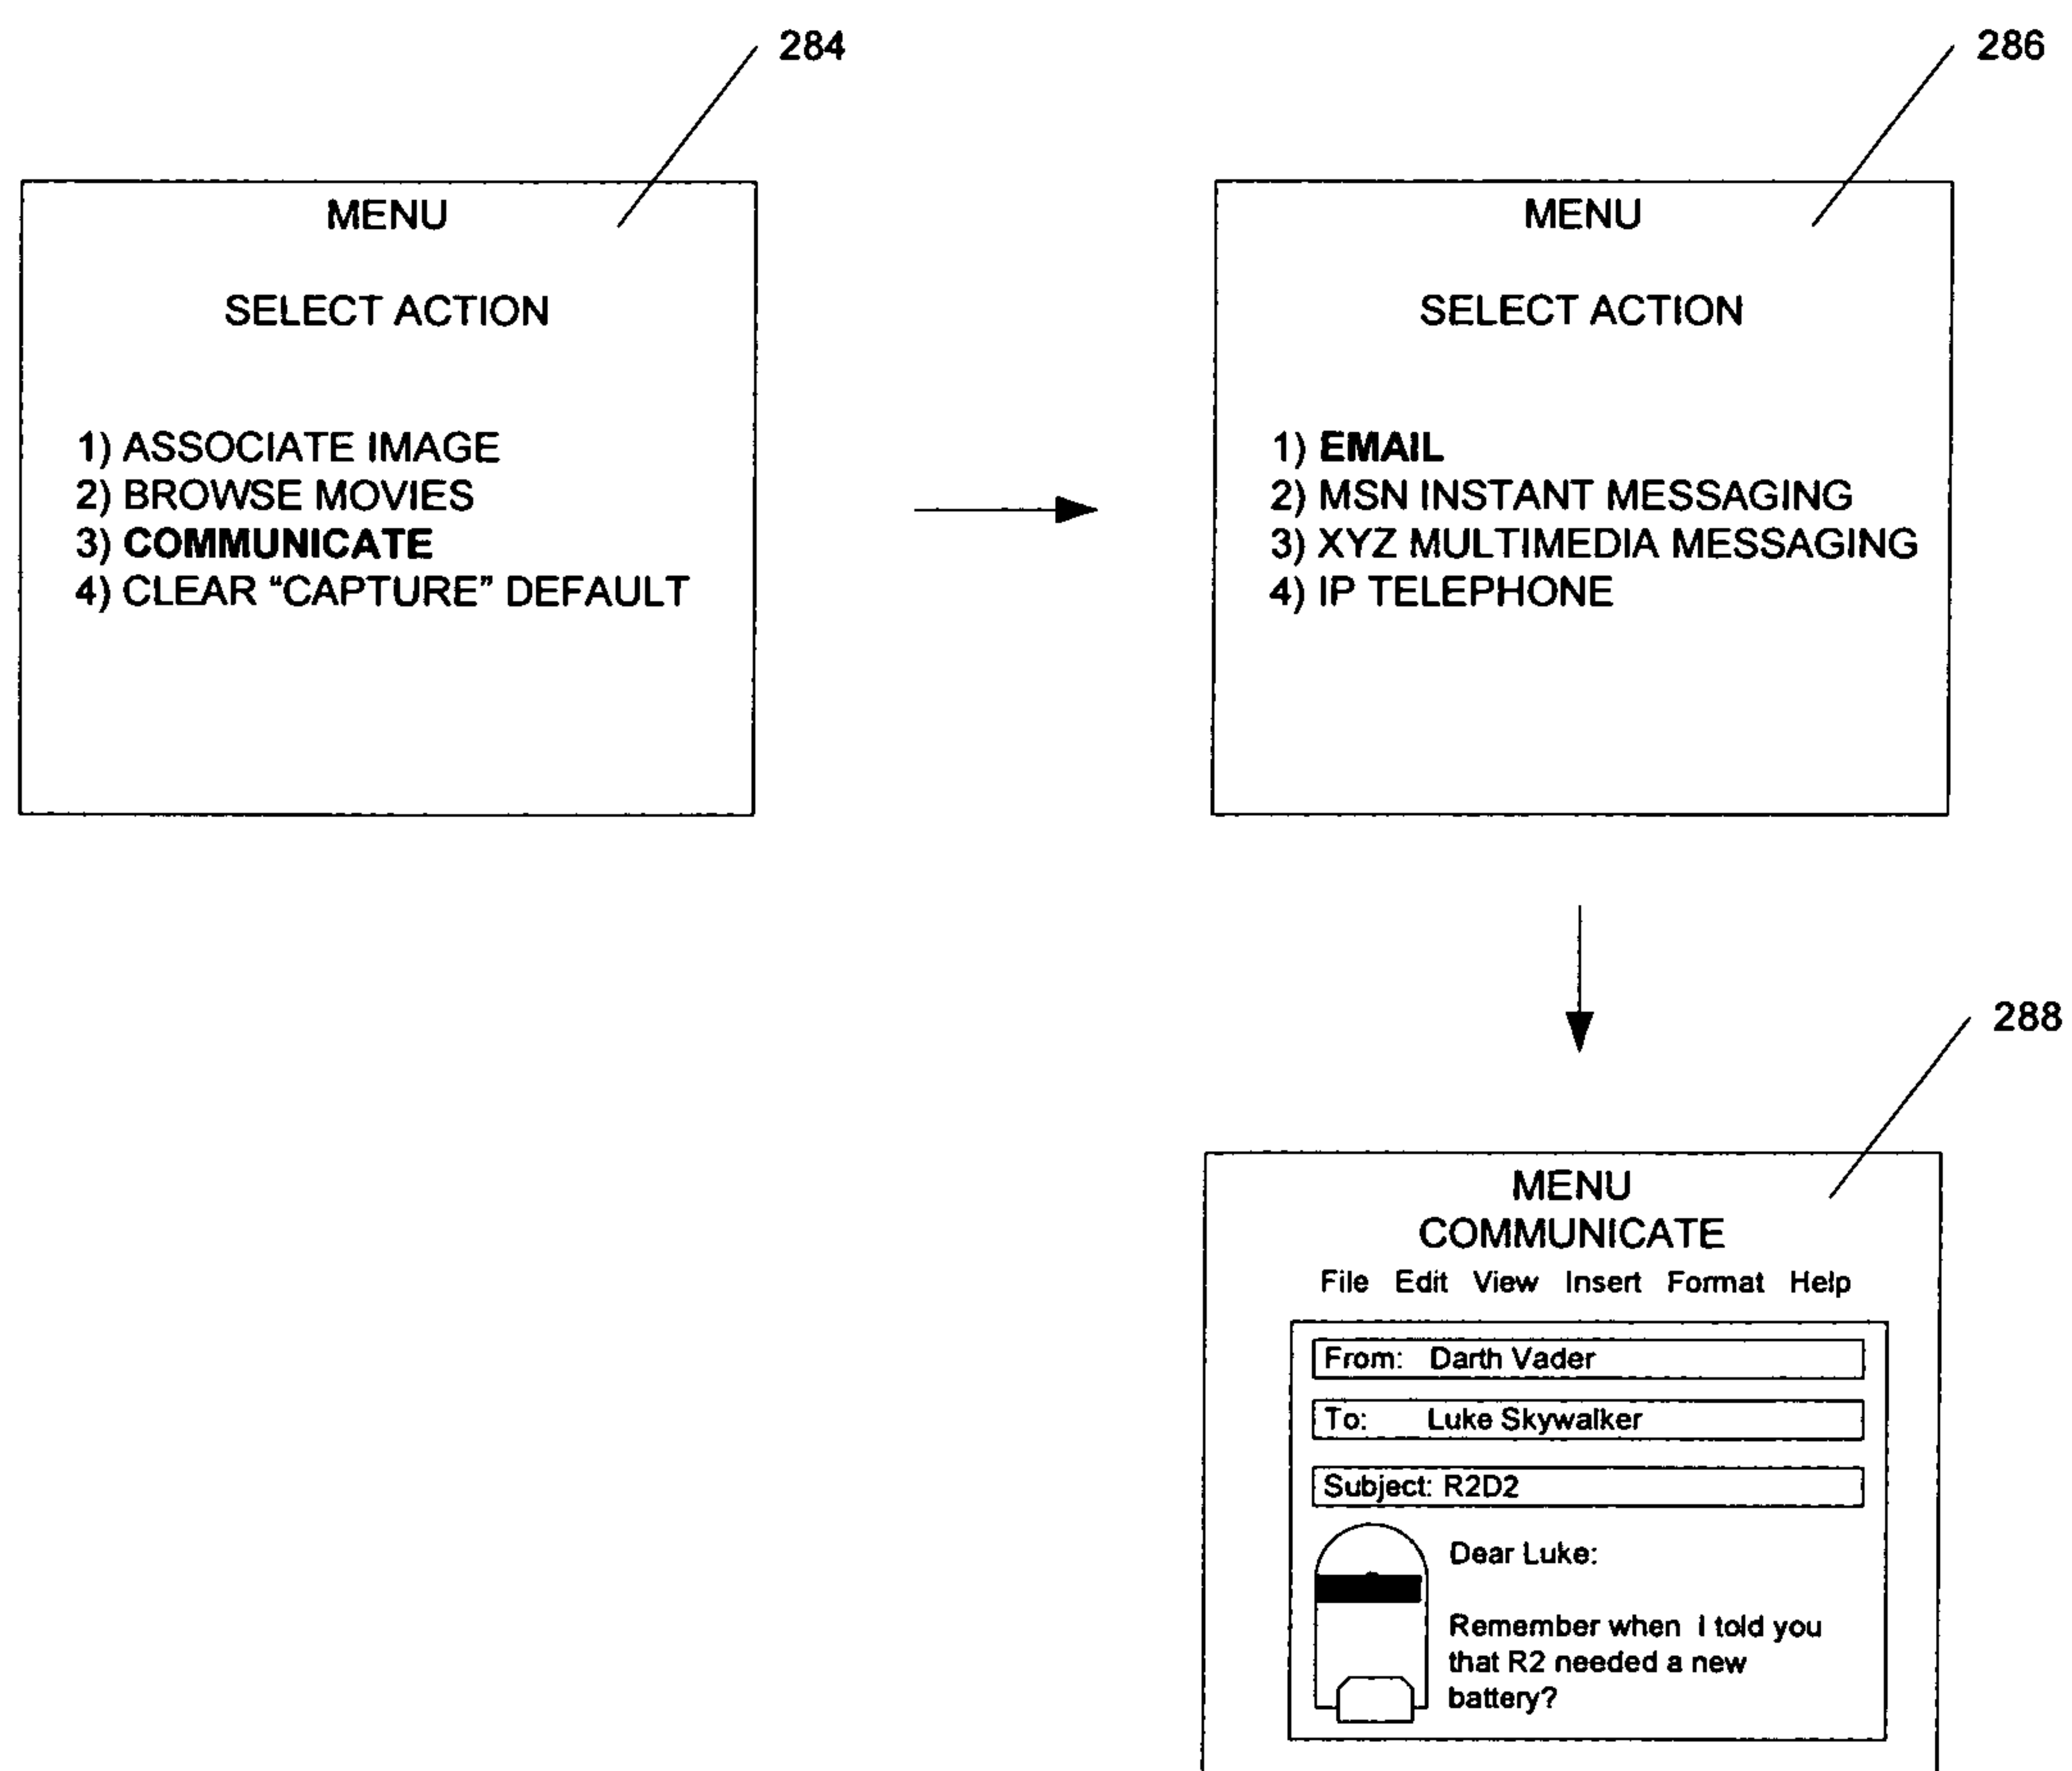 284
MENU
SELECT ACTION
1) ASSOCIATE IMAGE
2) BROWSE MOVIES
3) COMMUNICATE
4) CLEAR “CAPTURE” DEFAULT
286
MENU
SELECT ACTION
1) EMAIL
2) MSN INSTANT MESSAGING
3) XYZ MULTIMEDIA MESSAGING
4) IP TELEPHONE
288
MENU
COMMUNICATE
File Edit View Insert Format Help
From: Darth Vader
To: Luke Skywalker
Subject: R2D2
Dear Luke:
Remember when I told you
that R2 needed a new
battery?